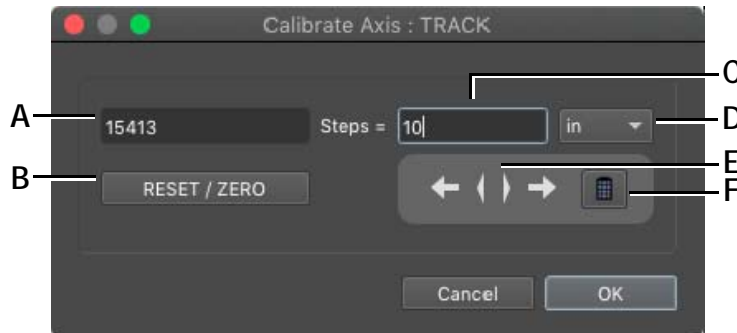 Calibrate Axis : TRACK
C
A 15413 Steps = 10 in D
E
B RESET / ZERO F
Cancel OK